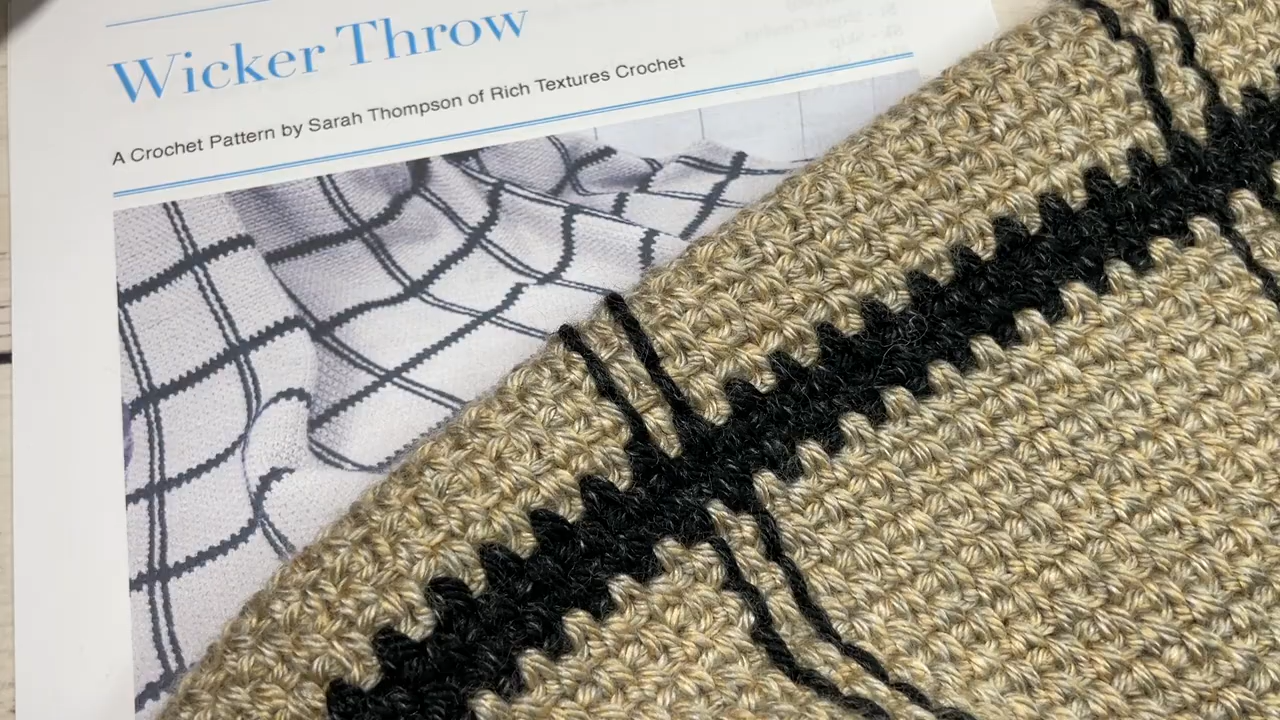 Wicker Throw
A Crochet Pattern by Sarah Thompson of Rich Textures Crochet